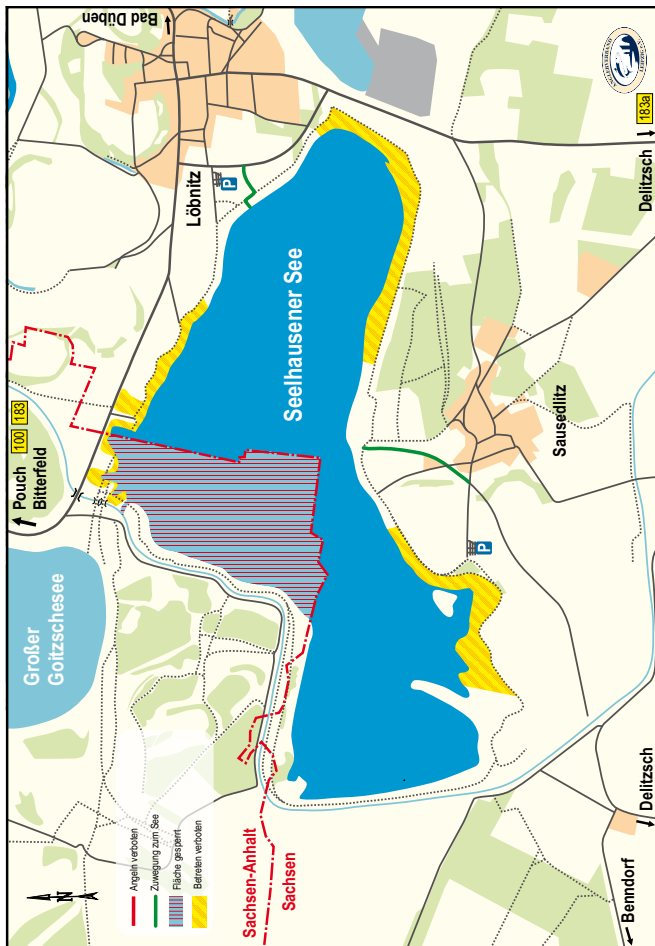 Bad Düben
183a
Delitzsch
Löbnitz
P
Seelhausener See
100 183
Pouch
Bitterfeld
Sausedlitz
P
Großer
Goitzschesee
Angeln verboten
Zuwegung zum See
Fläche gesperrt
Betreten verboten
Sachsen-Anhalt
Sachsen
N
Delitzsch
Benndorf